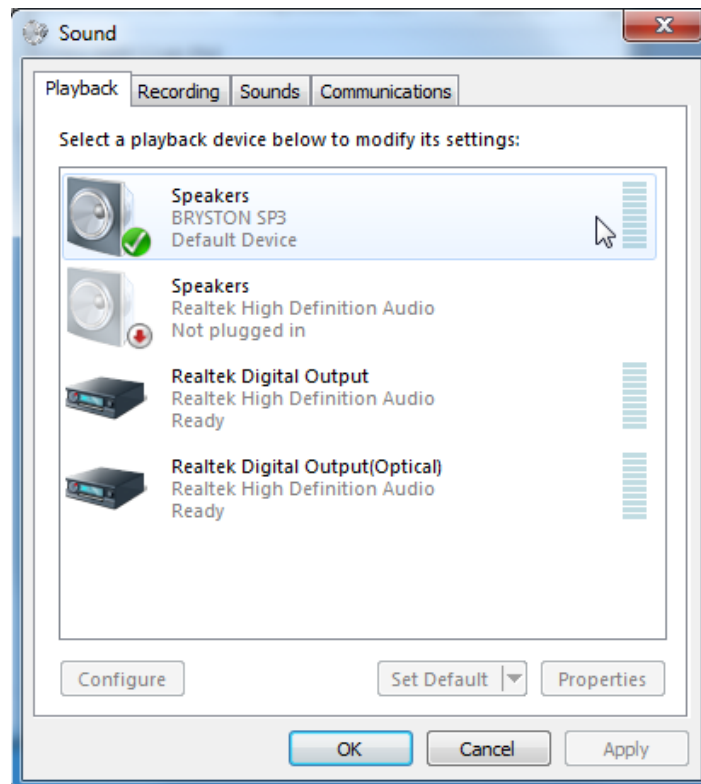 Sound
Playback Recording Sounds Communications
Select a playback device below to modify its settings:
Speakers
BRYSTON SP3
Default Device
Speakers
Realtek High Definition Audio
Not plugged in
Realtek Digital Output
Realtek High Definition Audio
Ready
Realtek Digital Output(Optical)
Realtek High Definition Audio
Ready
Configure Set Default Properties
OK Cancel Apply